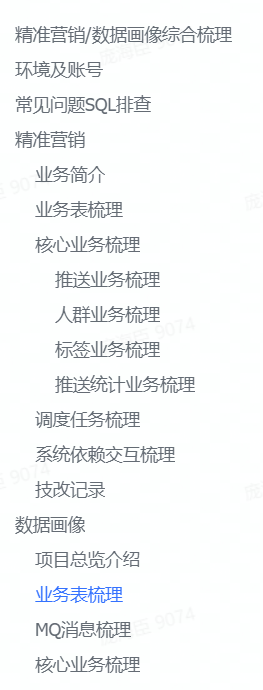 精准营销/数据画像综合梳理
环境及账号
常见问题SQL排查
精准营销
业务简介
业务表梳理
核心业务梳理
推送业务梳理
人群业务梳理
标签业务梳理
推送统计业务梳理
调度任务梳理
系统依赖交互梳理
技改记录
数据画像
项目总览介绍
业务表梳理
MQ消息梳理
核心业务梳理